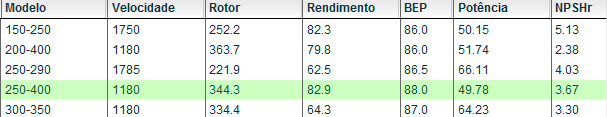 Modelo Velocidade Rotor Rendimento BEP Potência NPSHr
150-250 1750 252.2 82.3 86.0 50.15 5.13
200-400 1180 363.7 79.8 86.0 51.74 2.38
250-290 1785 221.9 62.5 86.5 66.11 4.03
250-400 1180 344.3 82.9 88.0 49.78 3.67
300-350 1180 334.4 64.3 87.0 64.23 3.30